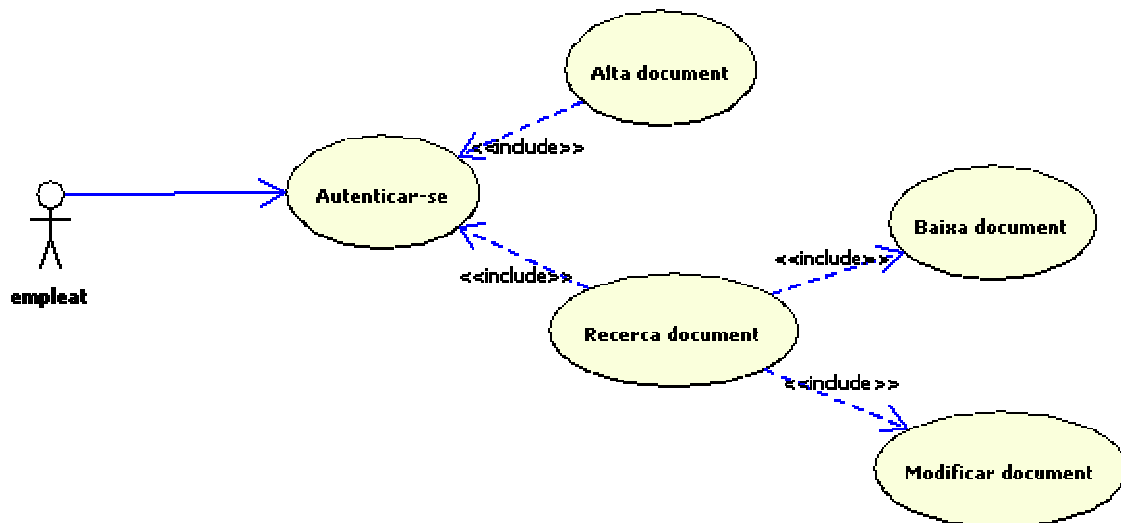 Alta document
<<include>>
Autenticar-se
Baixa document
<<include>>
<<include>>
empleat
Recerca document
<<include>>
Modificar document